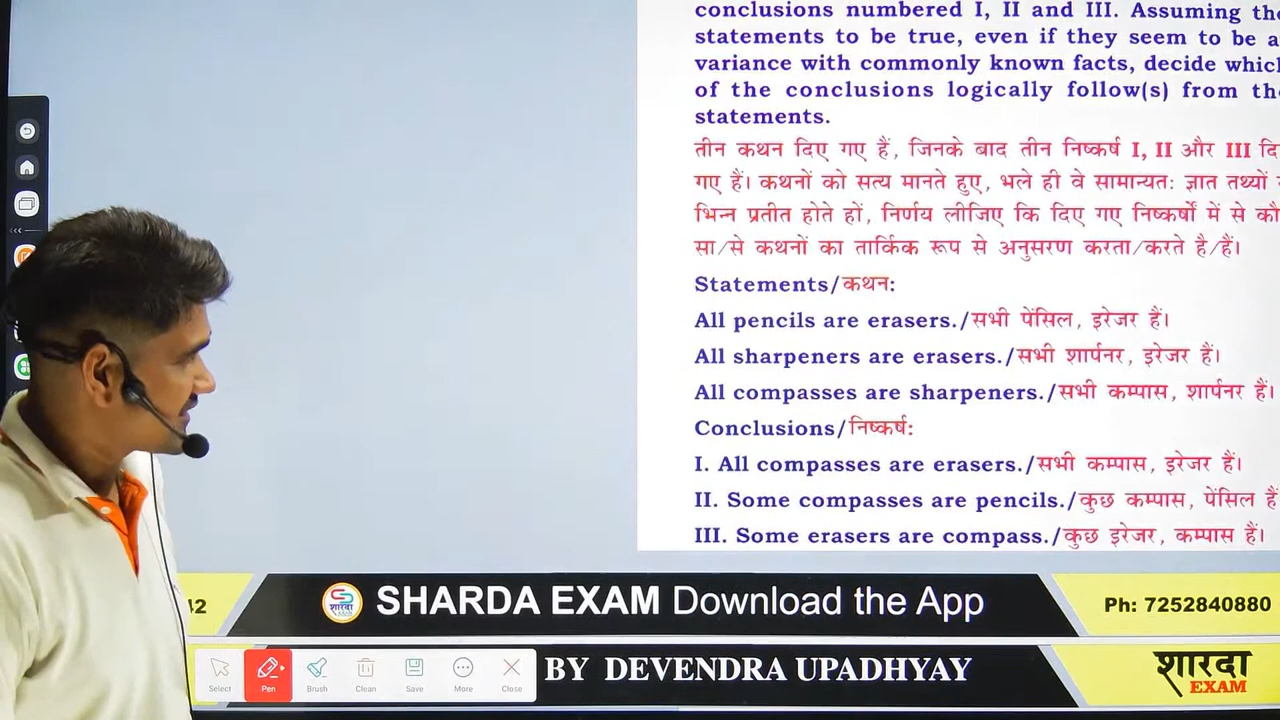 conclusions numbered I, II and III. Assuming the
statements to be true, even if they seem to be a
variance with commonly known facts, decide which
of the conclusions logically follow(s) from the
statements.
तीन कथन दिए गए हैं, जिनके बाद तीन निष्कर्ष I, II और III दि
गए हैं। कथनों को सत्य मानते हुए, भले ही वे सामान्यतः ज्ञात तथ्यों
भिन्न प्रतीत होते हों, निर्णय लीजिए कि दिए गए निष्कर्षों में से कौ
सा/से कथनों का तार्किक रूप से अनुसरण करता/करते है/हैं।
Statements/कथन:
All pencils are erasers./सभी पेंसिल, इरेजर हैं।
All sharpeners are erasers./सभी शार्पनर, इरेजर हैं।
All compasses are sharpeners./सभी कम्पास, शार्पनर हैं।
Conclusions/निष्कर्ष:
I. All compasses are erasers./सभी कम्पास, इरेजर हैं।
II. Some compasses are pencils./कुछ कम्पास, पेंसिल हैं
III. Some erasers are compass./कुछ इरेजर, कम्पास हैं।
42
शारदा
SHARDA EXAM Download the App
Ph: 7252840880
Select Pen Brush Clean Save More Close
BY DEVENDRA UPADHYAY
शारदा
EXAM